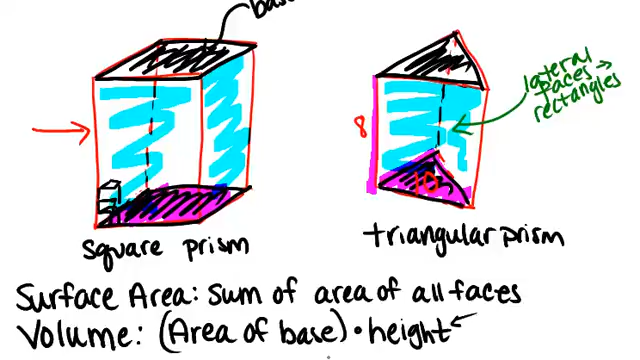 base
lateral
faces →
rectangles
8
10
square prism
triangular prism
Surface Area: Sum of area of all faces
Volume: (Area of base) • height